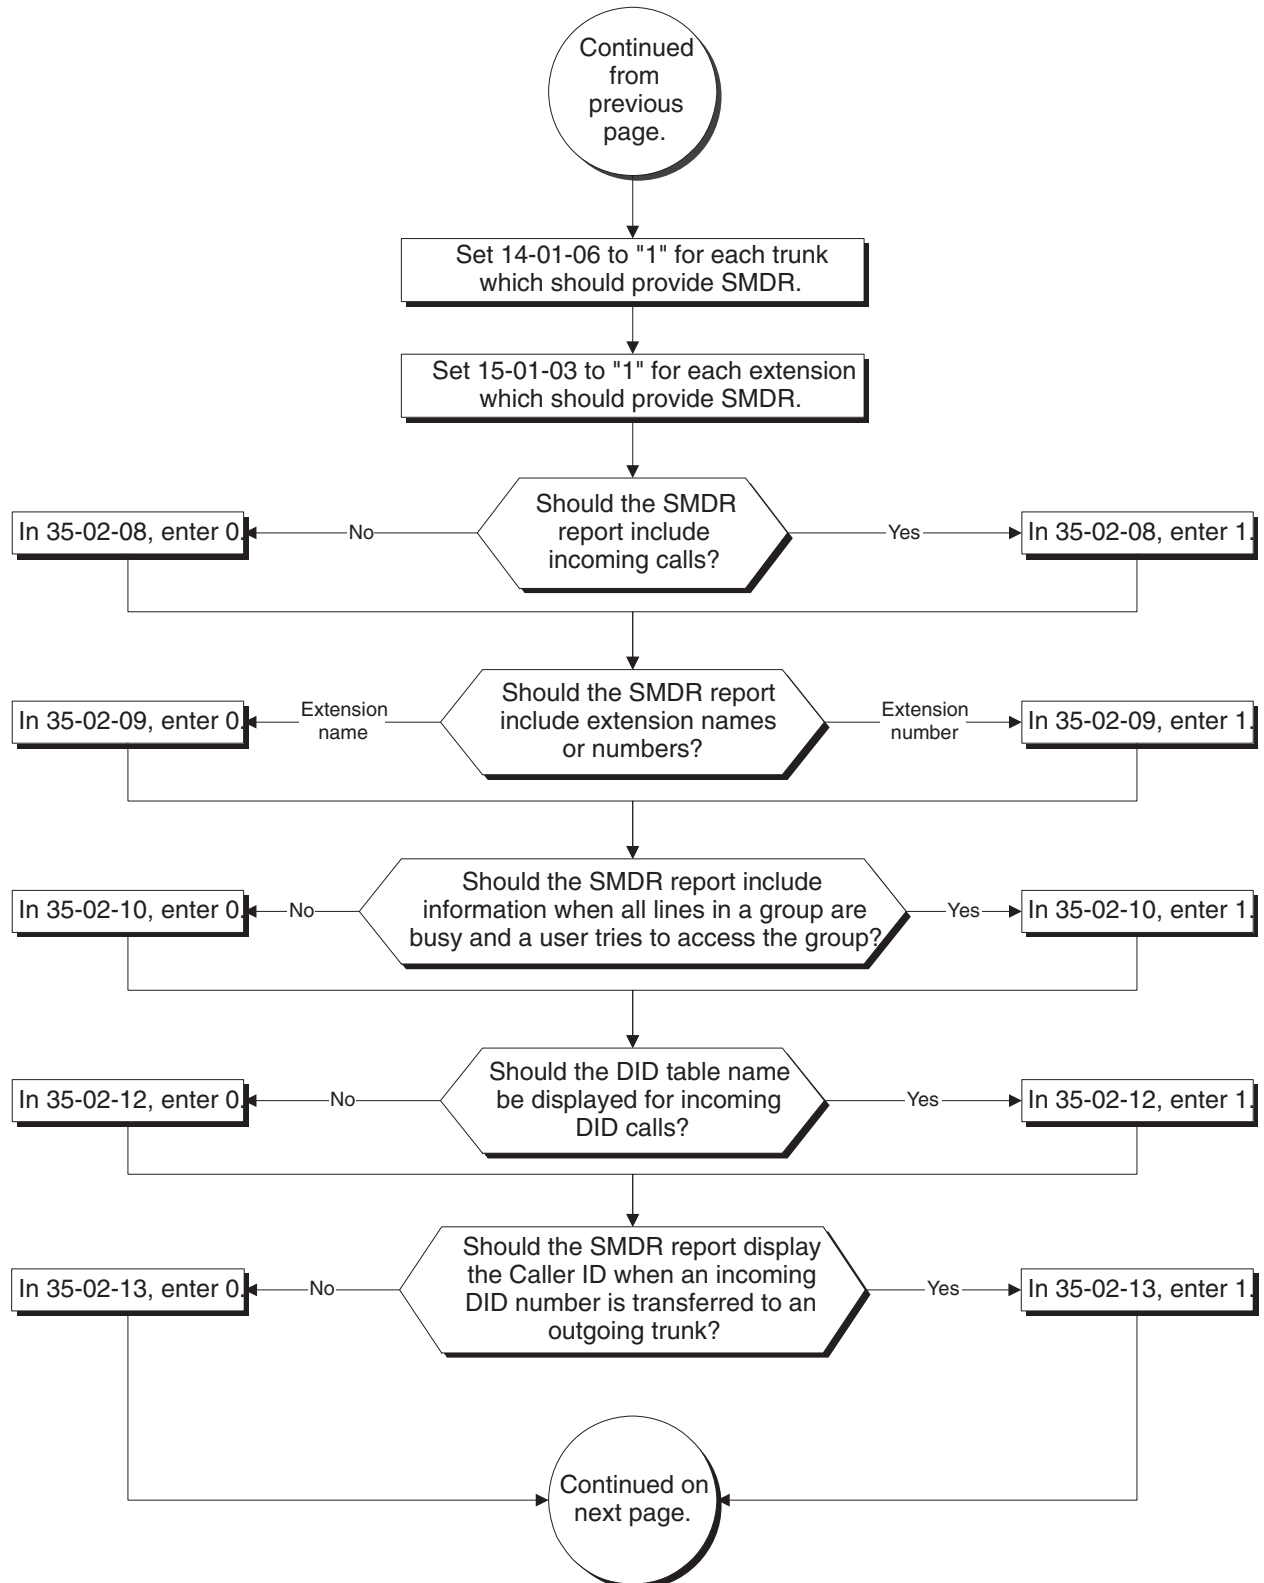 Continued
from
previous
page.
Set 14-01-06 to "1" for each trunk
which should provide SMDR.
Set 15-01-03 to "1" for each extension
which should provide SMDR.
Should the SMDR
report include
incoming calls?
In 35-02-08, enter 0.
No
Yes
In 35-02-08, enter 1.
Should the SMDR report
include extension names
or numbers?
In 35-02-09, enter 0.
Extension
name
Extension
number
In 35-02-09, enter 1.
Should the SMDR report include
information when all lines in a group are
busy and a user tries to access the group?
In 35-02-10, enter 0.
No
Yes
In 35-02-10, enter 1.
Should the DID table name
be displayed for incoming
DID calls?
In 35-02-12, enter 0.
No
Yes
In 35-02-12, enter 1.
Should the SMDR report display
the Caller ID when an incoming
DID number is transferred to an
outgoing trunk?
In 35-02-13, enter 0.
No
Yes
In 35-02-13, enter 1.
Continued on
next page.